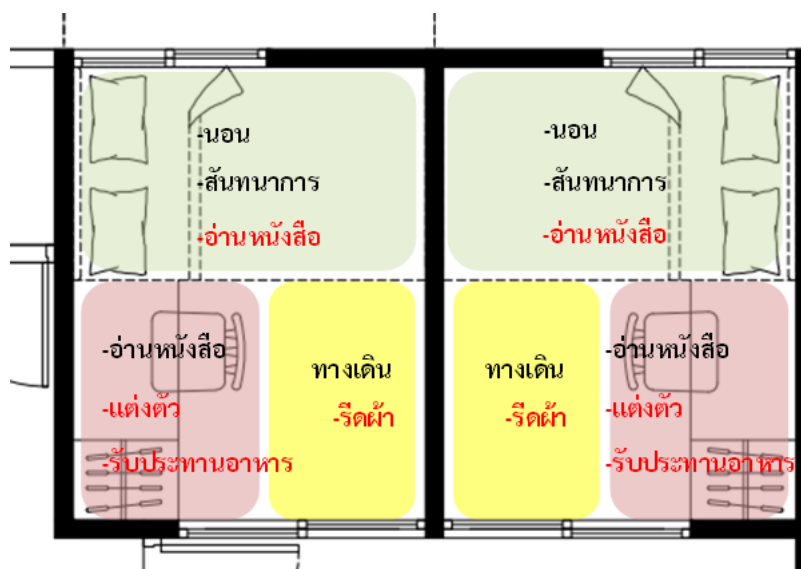 -นอน
-สันทนาการ
-อ่านหนังสือ
-นอน
-สันทนาการ
-อ่านหนังสือ
-อ่านหนังสือ
-แต่งตัว
-รับประทานอาหาร
ทางเดิน
-รีดผ้า
ทางเดิน
-รีดผ้า
-อ่านหนังสือ
-แต่งตัว
-รับประทานอาหาร